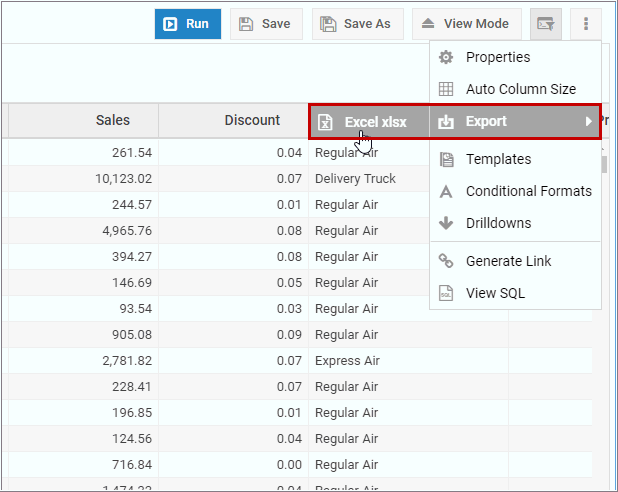 Run Save Save As View Mode
Properties
Auto Column Size
Sales Discount Excel xlsx Export
261.54 0.04 Regular Air
Templates
10,123.02 0.07 Delivery Truck
Conditional Formats
244.57 0.01 Regular Air
Drilldowns
4,965.76 0.08 Regular Air
394.27 0.08 Regular Air
Generate Link
146.69 0.05 Regular Air
SQL View SQL
93.54 0.03 Regular Air
905.08 0.09 Regular Air
2,781.82 0.07 Express Air
228.41 0.07 Regular Air
196.85 0.01 Regular Air
124.56 0.04 Regular Air
716.84 0.00 Regular Air